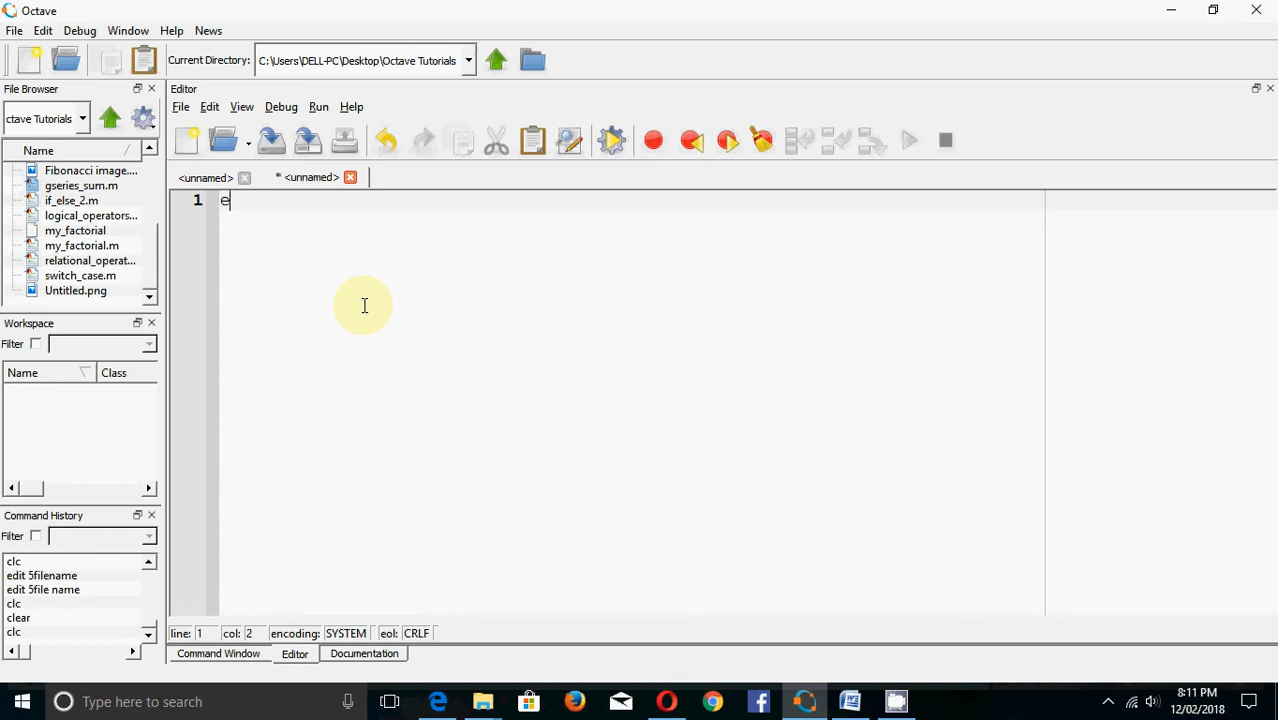 Octave
File Edit Debug Window Help News
Current Directory: C:\Users\DELL-PC\Desktop\Octave Tutorials
File Browser
Editor
File Edit View Debug Run Help
ctave Tutorials
Name
<unnamed> * <unnamed>
Fibonacci image....
gseries_sum.m
if_else_2.m
logical_operators...
my_factorial
my_factorial.m
relational_operat...
switch_case.m
Untitled.png
1 e
Workspace
Filter
Name Class
Command History
Filter
clc
edit 5filename
edit 5file name
clc
clear
clc
line: 1 col: 2 encoding: SYSTEM eol: CRLF
Command Window Editor Documentation
Type here to search
8:11 PM
12/02/2018